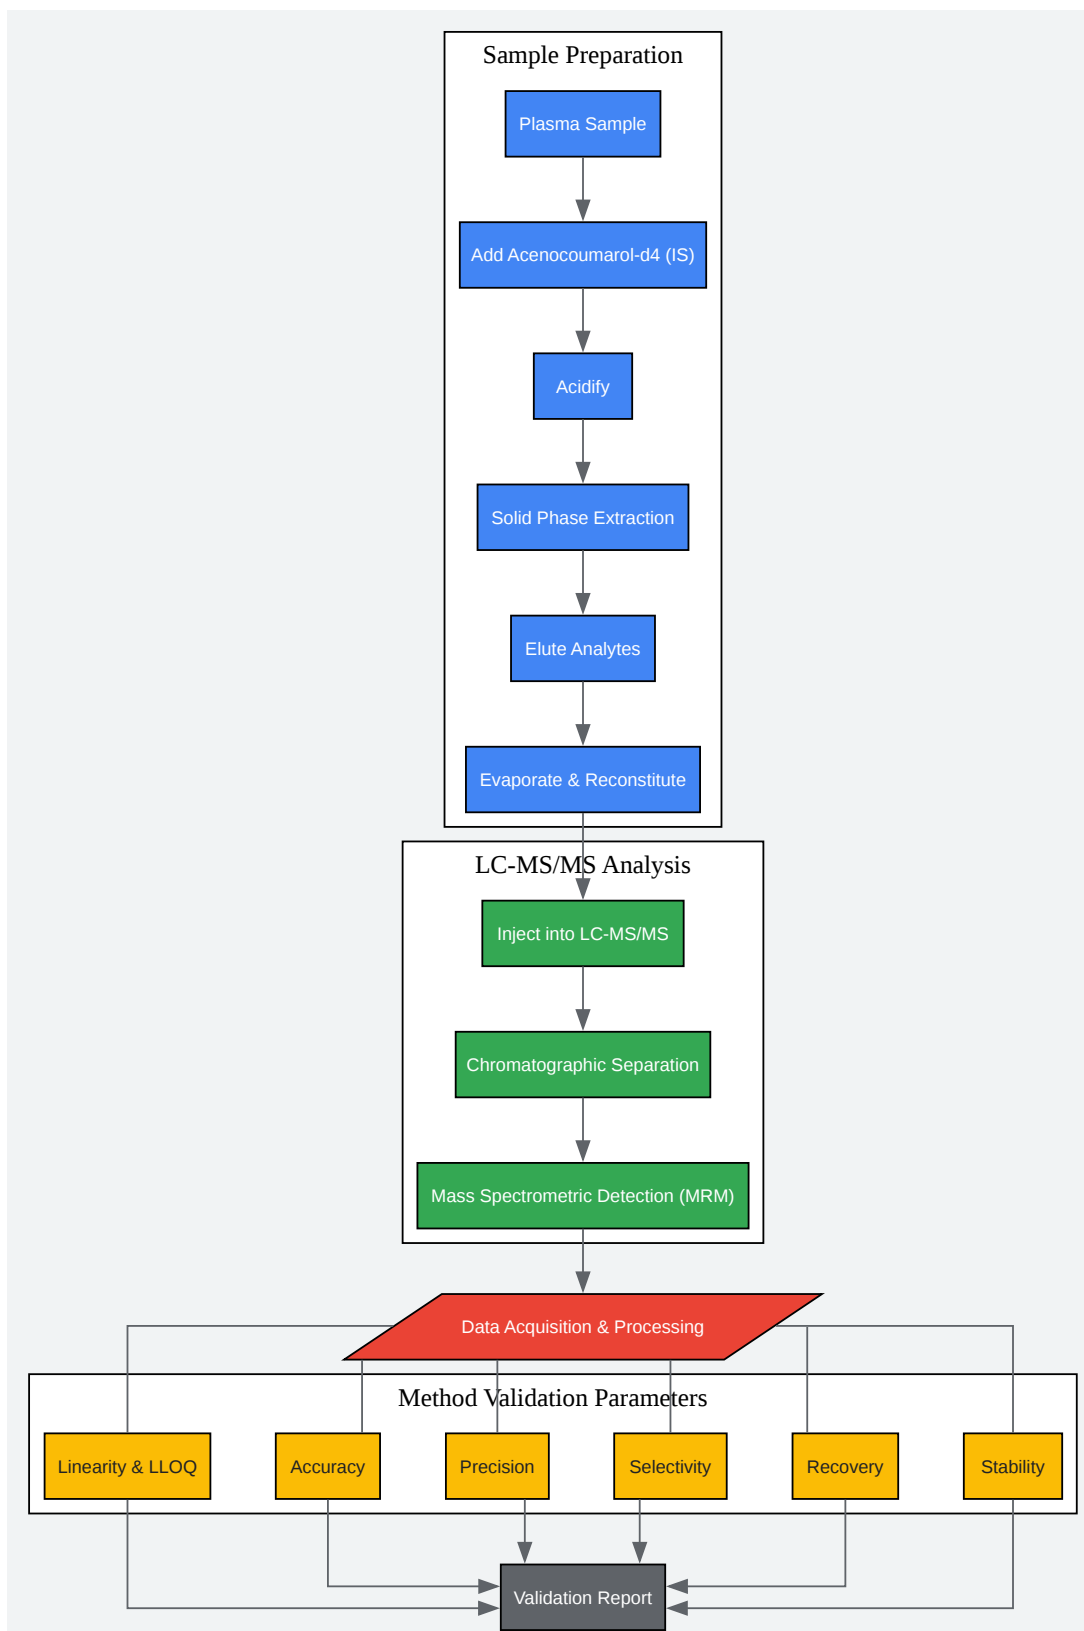 Sample Preparation
Plasma Sample
Add Acenocoumarol-d4 (IS)
Acidify
Solid Phase Extraction
Elute Analytes
Evaporate & Reconstitute
LC-MS/MS Analysis
Inject into LC-MS/MS
Chromatographic Separation
Mass Spectrometric Detection (MRM)
Data Acquisition & Processing
Method Validation Parameters
Linearity & LLOQ
Accuracy
Precision
Selectivity
Recovery
Stability
Validation Report